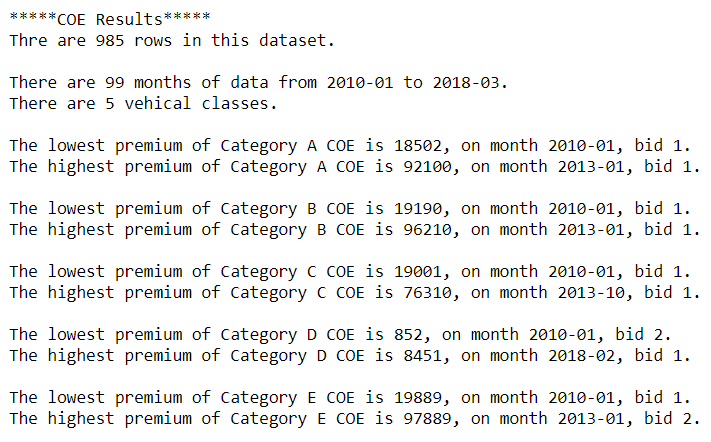 *****COE Results*****
Thre are 985 rows in this dataset.
There are 99 months of data from 2010-01 to 2018-03.
There are 5 vehical classes.
The lowest premium of Category A COE is 18502, on month 2010-01, bid 1.
The highest premium of Category A COE is 92100, on month 2013-01, bid 1.
The lowest premium of Category B COE is 19190, on month 2010-01, bid 1.
The highest premium of Category B COE is 96210, on month 2013-01, bid 1.
The lowest premium of Category C COE is 19001, on month 2010-01, bid 1.
The highest premium of Category C COE is 76310, on month 2013-10, bid 1.
The lowest premium of Category D COE is 852, on month 2010-01, bid 2.
The highest premium of Category D COE is 8451, on month 2018-02, bid 1.
The lowest premium of Category E COE is 19889, on month 2010-01, bid 1.
The highest premium of Category E COE is 97889, on month 2013-01, bid 2.